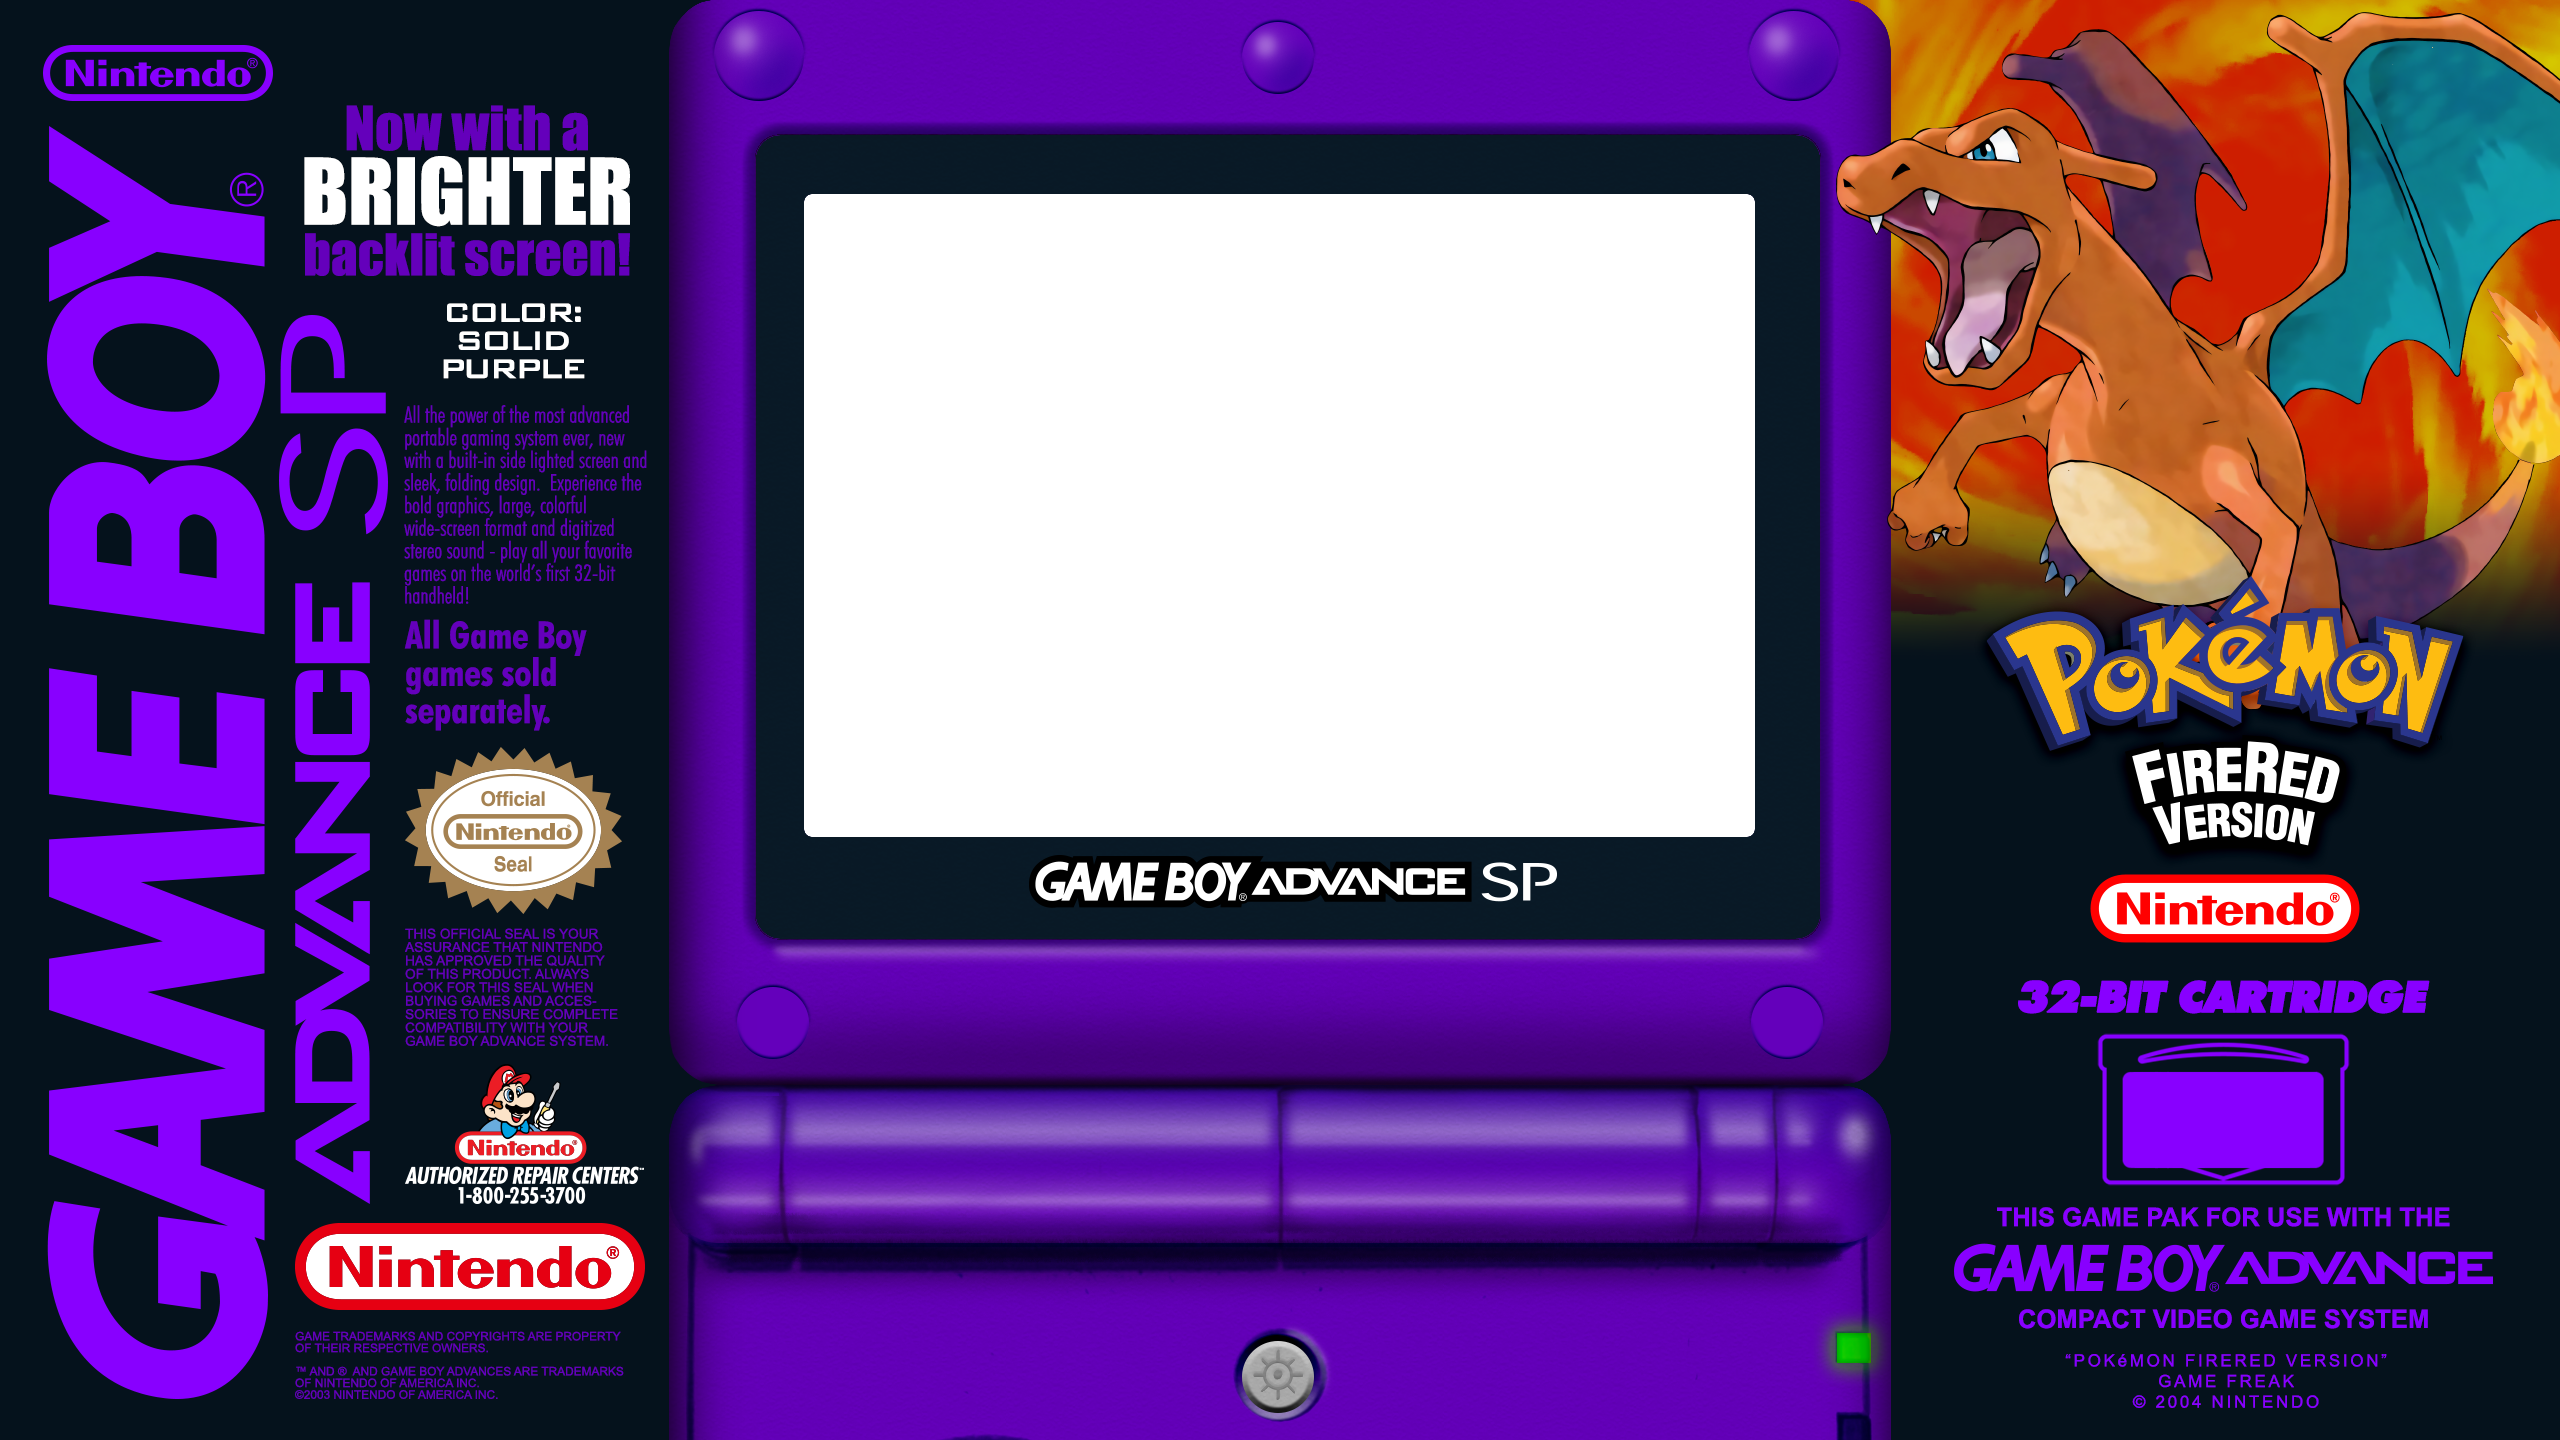 Nintendo®
GAME BOY®
ADVANCE SP
Now with a
BRIGHTER
backlit screen!
COLOR:
SOLID
PURPLE
All the power of the most advanced
portable gaming system ever, new
with a built-in side lighted screen and
sleek, folding design. Experience the
bold graphics, large, colorful
wide-screen format and digitized
stereo sound - play all your favorite
games on the world's first 32-bit
handheld!
All Game Boy
games sold
separately.
Official
Nintendo®
Seal
THIS OFFICIAL SEAL IS YOUR
ASSURANCE THAT NINTENDO
HAS APPROVED THE QUALITY
OF THIS PRODUCT. ALWAYS
LOOK FOR THIS SEAL WHEN
BUYING GAMES AND ACCES-
SORIES TO ENSURE COMPLETE
COMPATIBILITY WITH YOUR
GAME BOY ADVANCE SYSTEM.
M
Nintendo®
AUTHORIZED REPAIR CENTERS™
1-800-255-3700
Nintendo®
GAME TRADEMARKS AND COPYRIGHTS ARE PROPERTY
OF THEIR RESPECTIVE OWNERS.
™ AND ® AND GAME BOY ADVANCES ARE TRADEMARKS
OF NINTENDO OF AMERICA INC.
©2003 NINTENDO OF AMERICA INC.
GAME BOY® ADVANCE SP
POKéMON
FIRERED
VERSION
Nintendo®
32-BIT CARTRIDGE
THIS GAME PAK FOR USE WITH THE
GAME BOY® ADVANCE
COMPACT VIDEO GAME SYSTEM
“POKéMON FIRERED VERSION”
GAME FREAK
© 2004 NINTENDO